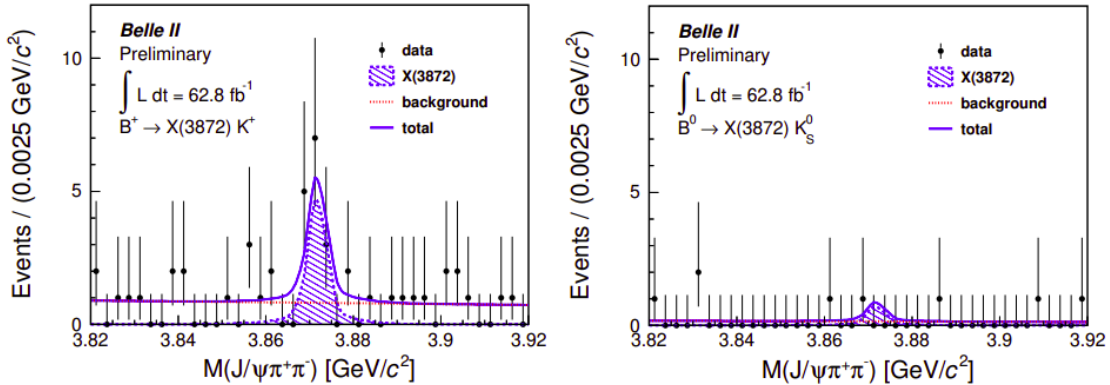 Belle II
Preliminary
∫ L dt = 62.8 fb⁻¹
B⁺ → X(3872) K⁺
data
X(3872)
background
total
Events / (0.0025 GeV/c²)
10
5
0
3.82 3.84 3.86 3.88 3.9 3.92
M(J/ψπ⁺π⁻) [GeV/c²]
Belle II
Preliminary
∫ L dt = 62.8 fb⁻¹
B⁰ → X(3872) K⁰S
data
X(3872)
background
total
Events / (0.0025 GeV/c²)
10
5
0
3.82 3.84 3.86 3.88 3.9 3.92
M(J/ψπ⁺π⁻) [GeV/c²]